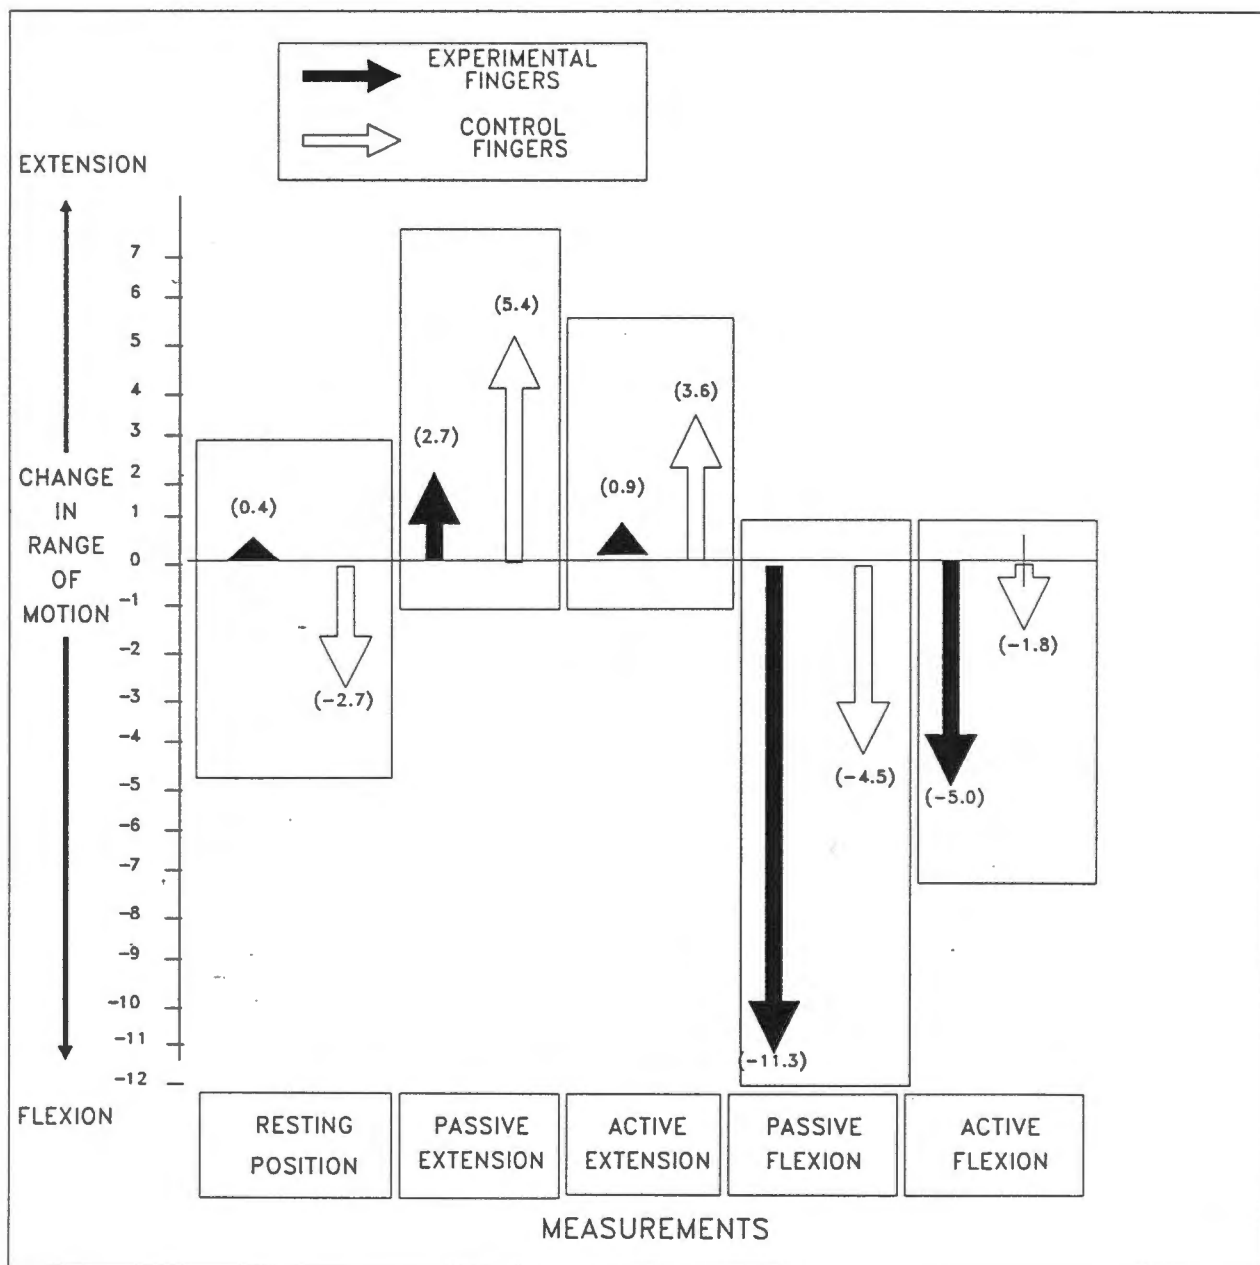 EXPERIMENTAL
FINGERS
CONTROL
FINGERS
EXTENSION
7
6
5
4
3
2
1
0
-1
-2
-3
-4
-5
-6
-7
-8
-9
-10
-11
-12
CHANGE
IN
RANGE
OF
MOTION
FLEXION
(0.4)
(-2.7)
(2.7)
(5.4)
(0.9)
(3.6)
(-11.3)
(-4.5)
(-5.0)
(-1.8)
RESTING
POSITION
PASSIVE
EXTENSION
ACTIVE
EXTENSION
PASSIVE
FLEXION
ACTIVE
FLEXION
MEASUREMENTS